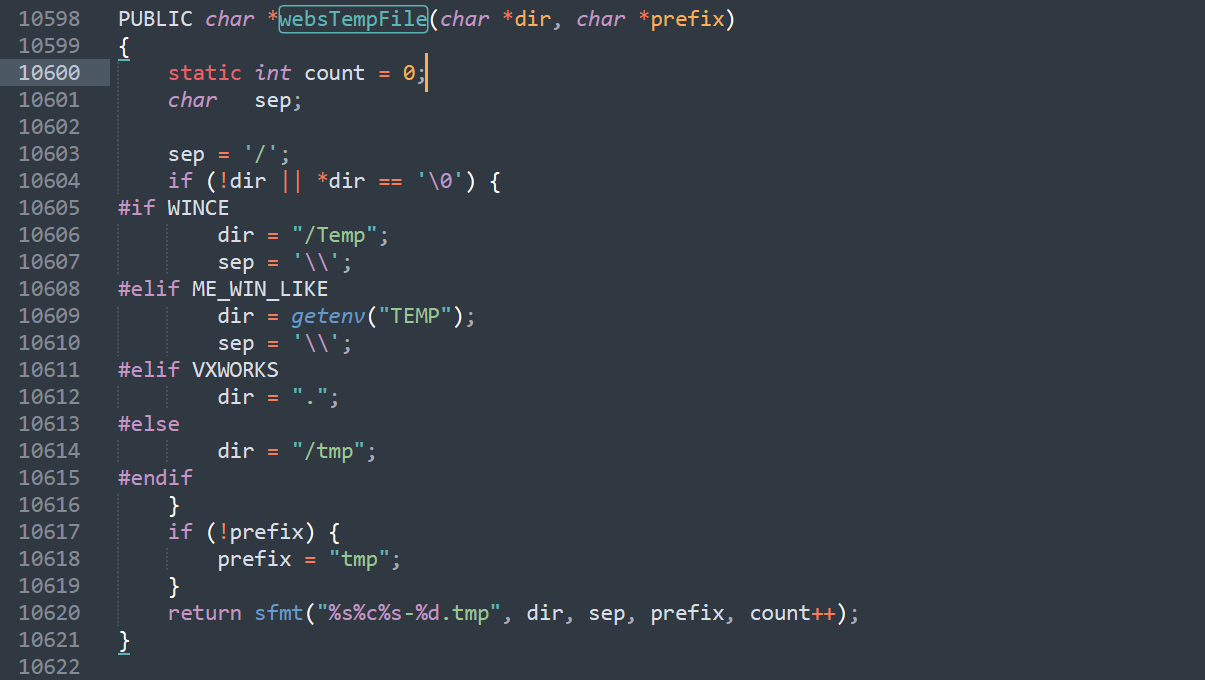 10598 PUBLIC char *websTempFile(char *dir, char *prefix)
10599 {
10600     static int count = 0;
10601     char   sep;
10602
10603     sep = '/';
10604     if (!dir || *dir == '\0') {
10605 #if WINCE
10606         dir = "/Temp";
10607         sep = '\\';
10608 #elif ME_WIN_LIKE
10609         dir = getenv("TEMP");
10610         sep = '\\';
10611 #elif VXWORKS
10612         dir = ".";
10613 #else
10614         dir = "/tmp";
10615 #endif
10616     }
10617     if (!prefix) {
10618         prefix = "tmp";
10619     }
10620     return sfmt("%s%c%s-%d.tmp", dir, sep, prefix, count++);
10621 }
10622